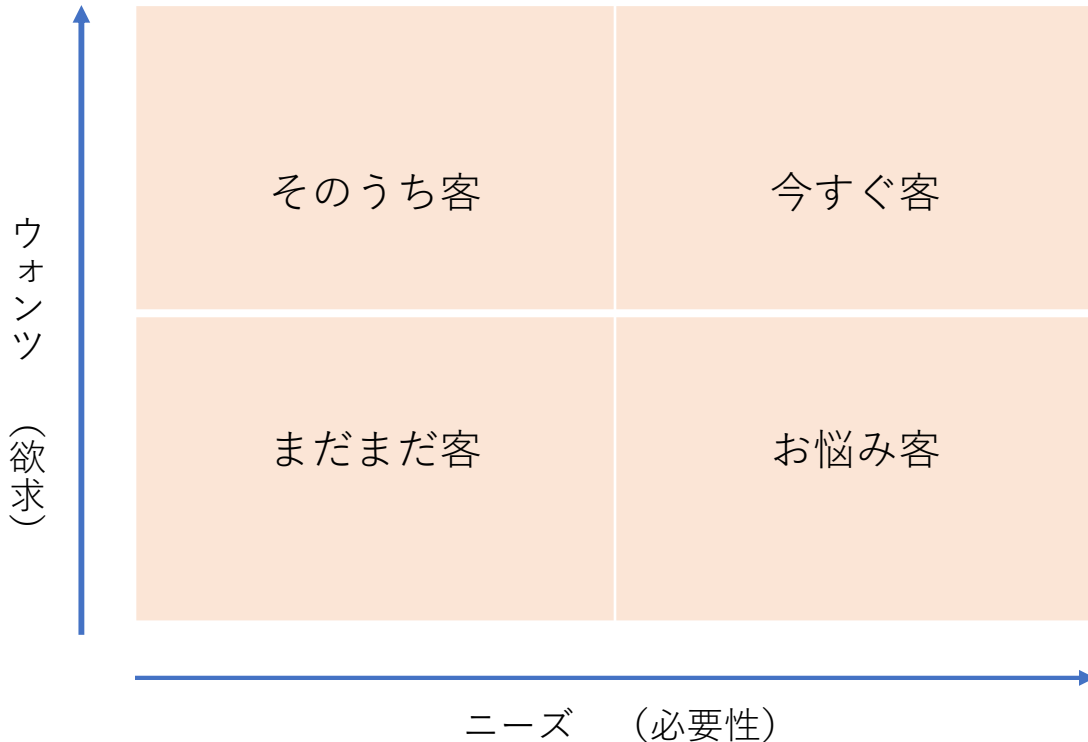 そのうち客
今すぐ客
ウォンツ （欲求）
まだまだ客
お悩み客
ニーズ （必要性）